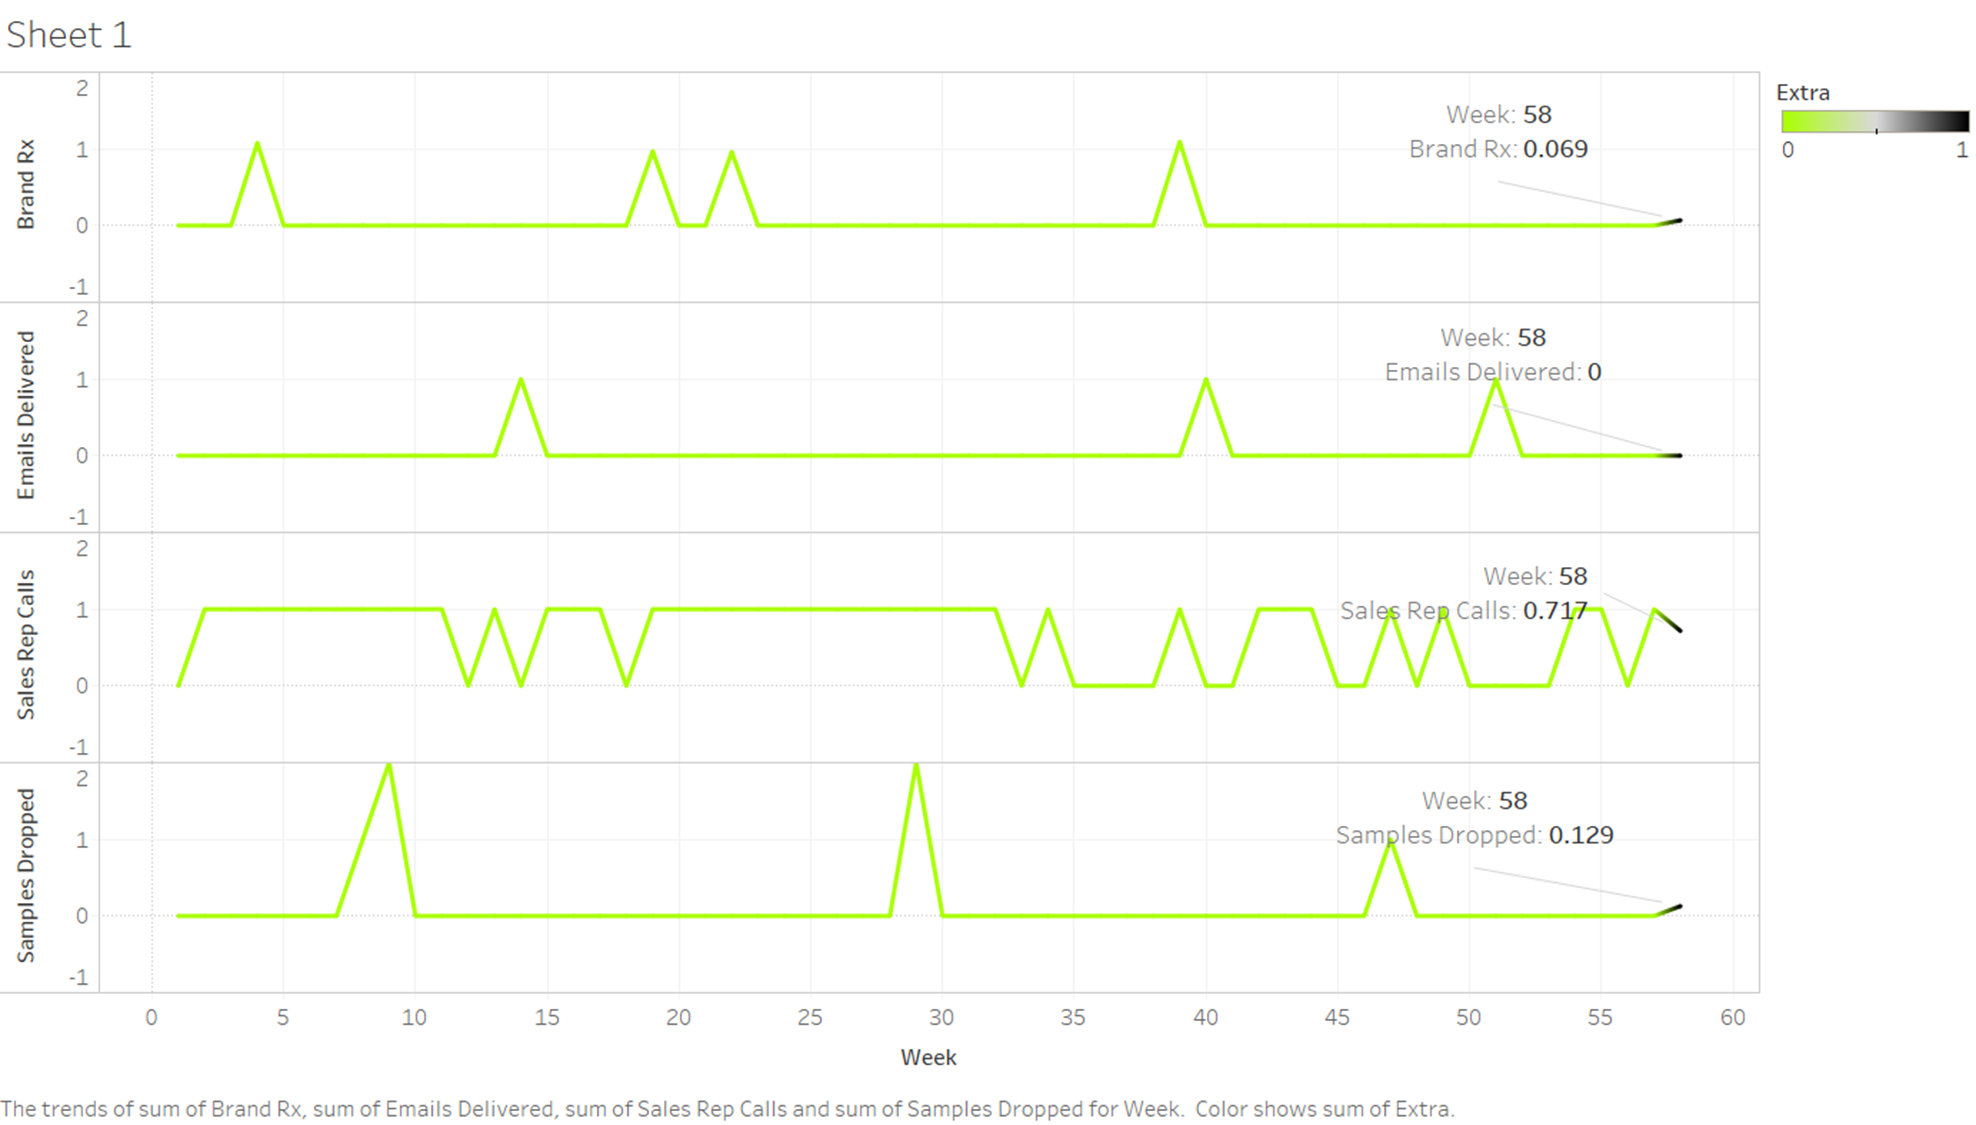 Sheet 1
Extra
0 1
Brand Rx
2
1
0
-1
Week: 58
Brand Rx: 0.069
Emails Delivered
2
1
0
-1
Week: 58
Emails Delivered: 0
Sales Rep Calls
2
1
0
-1
Week: 58
Sales Rep Calls: 0.717
Samples Dropped
2
1
0
-1
Week: 58
Samples Dropped: 0.129
0 5 10 15 20 25 30 35 40 45 50 55 60
Week
The trends of sum of Brand Rx, sum of Emails Delivered, sum of Sales Rep Calls and sum of Samples Dropped for Week. Color shows sum of Extra.